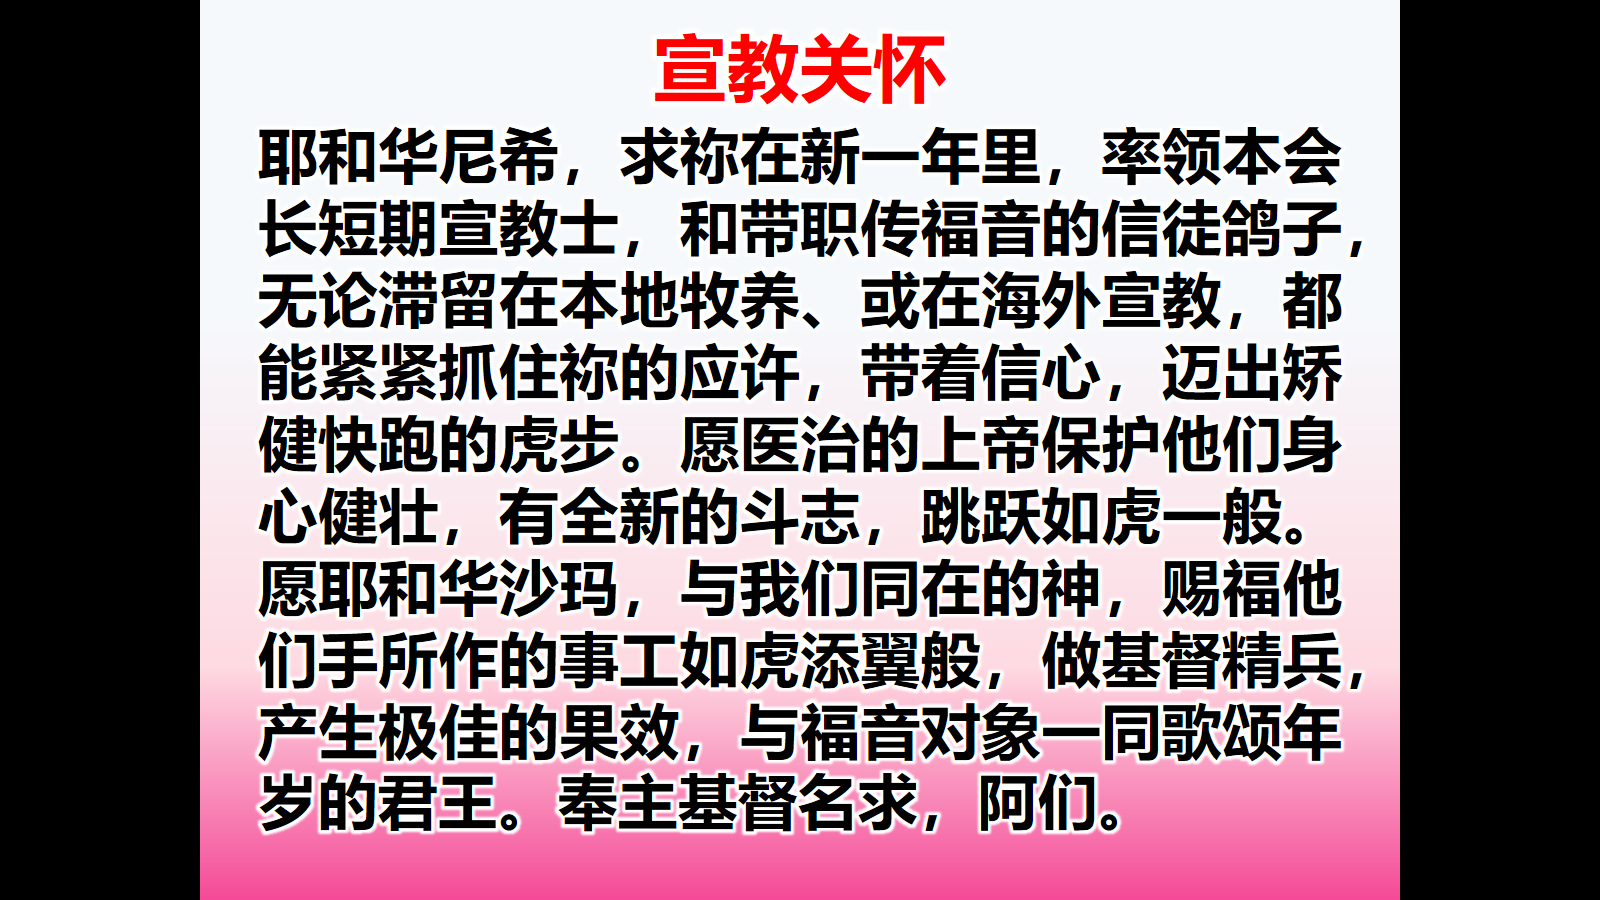 宣教关怀
耶和华尼希，求祢在新一年里，率领本会
长短期宣教士，和带职传福音的信徒鸽子，
无论滞留在本地牧养、或在海外宣教，都
能紧紧抓住祢的应许，带着信心，迈出矫
健快跑的虎步。愿医治的上帝保护他们身
心健壮，有全新的斗志，跳跃如虎一般。
愿耶和华沙玛，与我们同在的神，赐福他
们手所作的事工如虎添翼般，做基督精兵，
产生极佳的果效，与福音对象一同歌颂年
岁的君王。奉主基督名求，阿们。